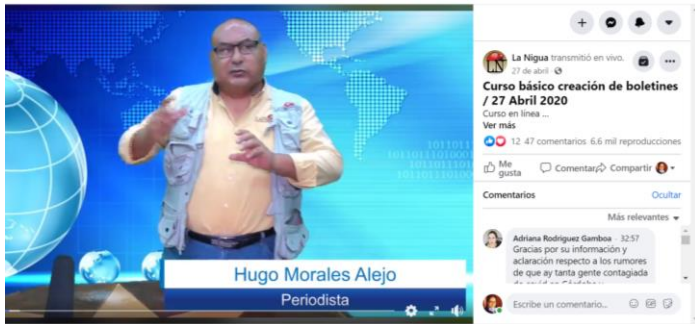 Hugo Morales Alejo
Periodista
La Nigua transmitió en vivo.
27 de abril ·
Curso básico creación de boletines
/ 27 Abril 2020
Curso en línea ...
Ver más
12 47 comentarios 6.6 mil reproducciones
Me
gusta
Comentar
Compartir
Comentarios
Ocultar
Más relevantes
Adriana Rodríguez Gamboa · 32:57
Gracias por su información y
aclaración respecto a los rumores
de que ay tanta gente contagiada
Escribe un comentario...